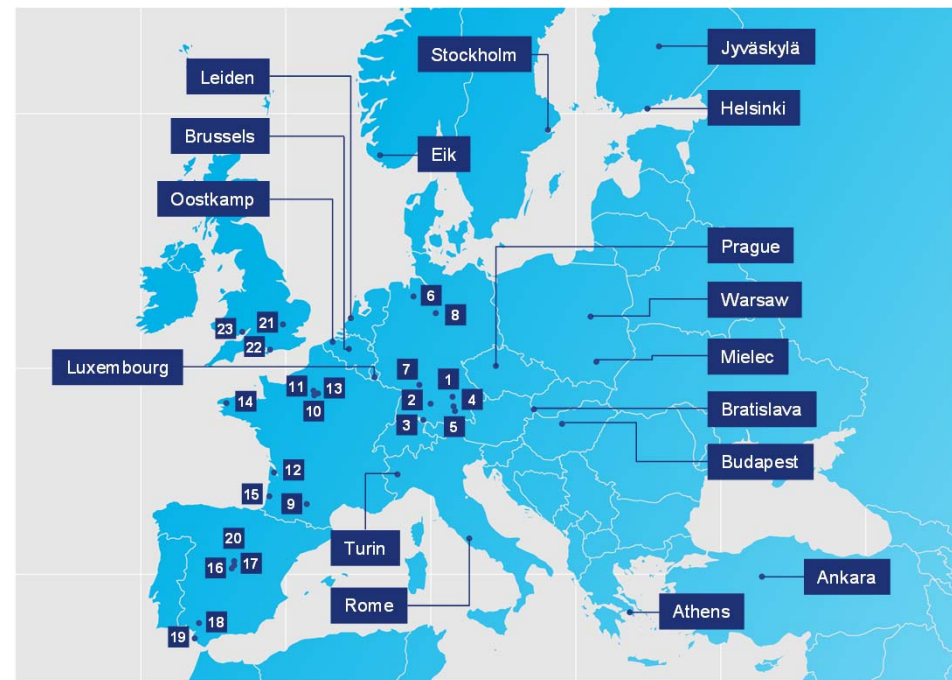 Jyväskylä
Stockholm
Leiden
Helsinki
Brussels
Eik
Oostkamp
Prague
6
Warsaw
21
8
23
22
Mielec
Luxembourg
7
1
11
13
14
2
4
10
Bratislava
3
5
Budapest
12
15
9
20
Turin
17
16
Ankara
Rome
Athens
18
19